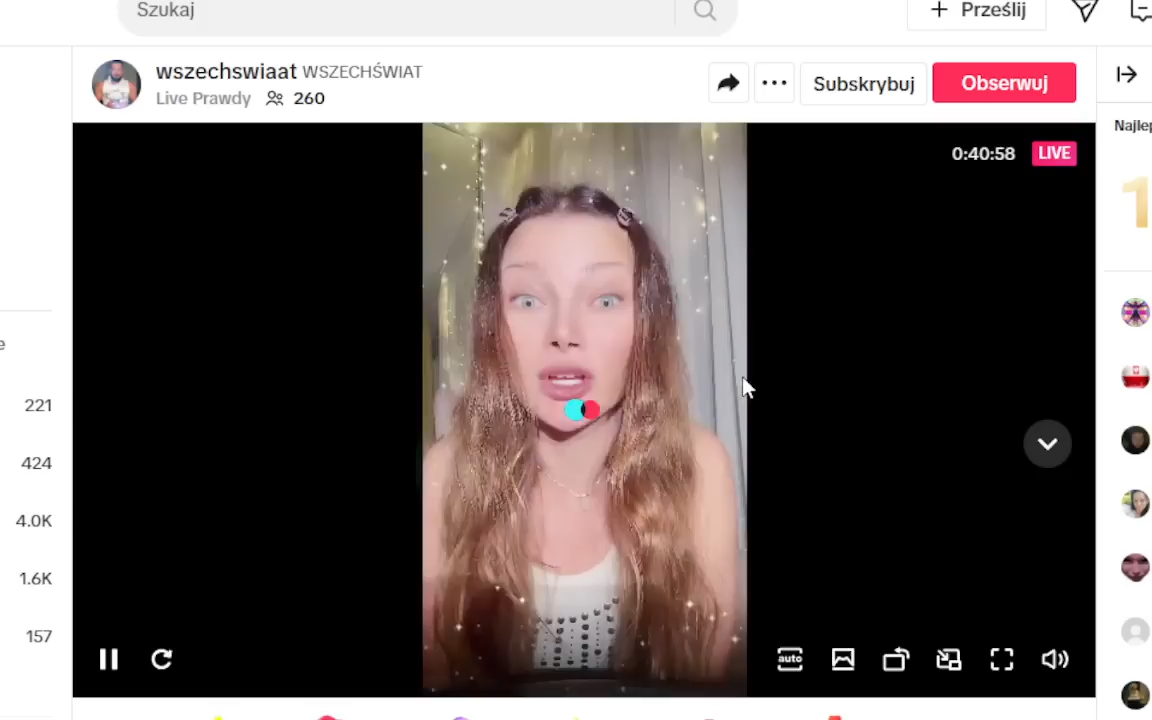 Szukaj
Prześlij
wszechswiaat WSZECHŚWIAT
Live Prawdy 260
Subskrybuj
Obserwuj
0:40:58 LIVE
1
221
424
4.0K
1.6K
157
auto